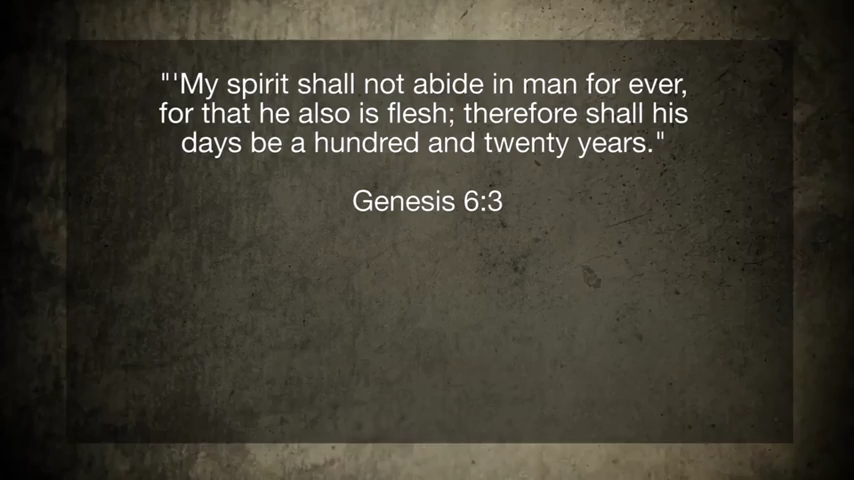 "'My spirit shall not abide in man for ever,
for that he also is flesh; therefore shall his
days be a hundred and twenty years."
Genesis 6:3